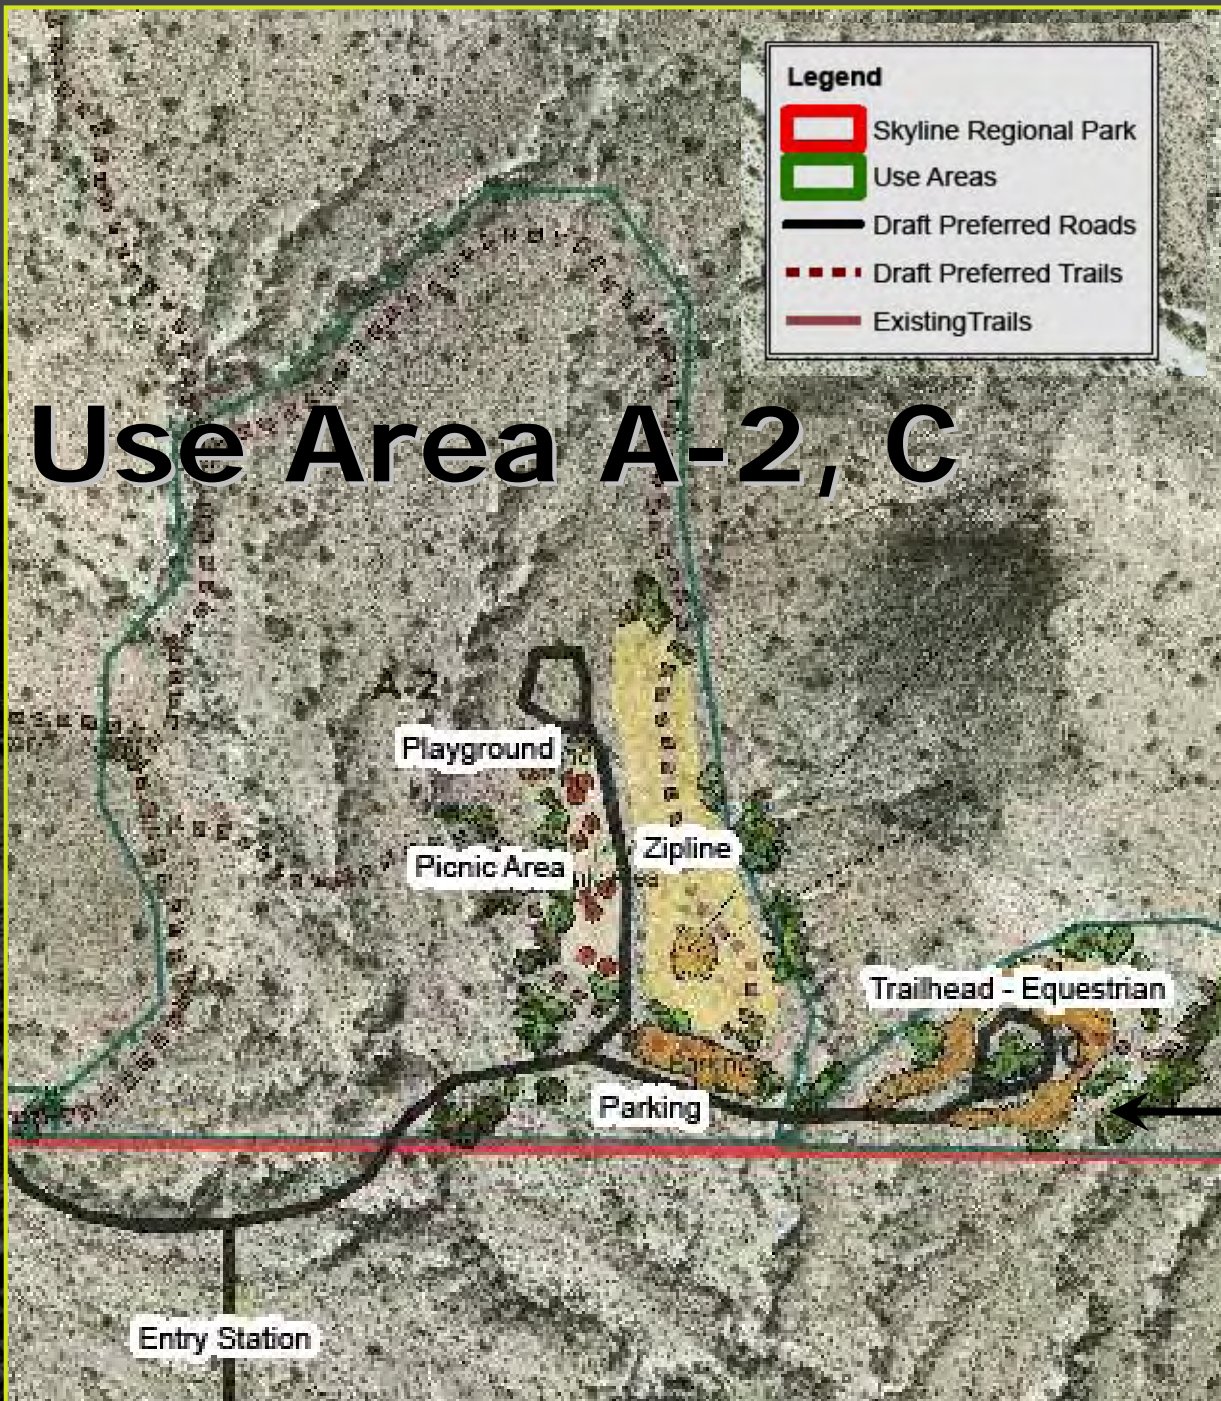 Legend
Skyline Regional Park
Use Areas
Draft Preferred Roads
Draft Preferred Trails
ExistingTrails
Use Area A-2, C
A-2
Playground
Zipline
Picnic Area
Trailhead - Equestrian
Parking
Entry Station